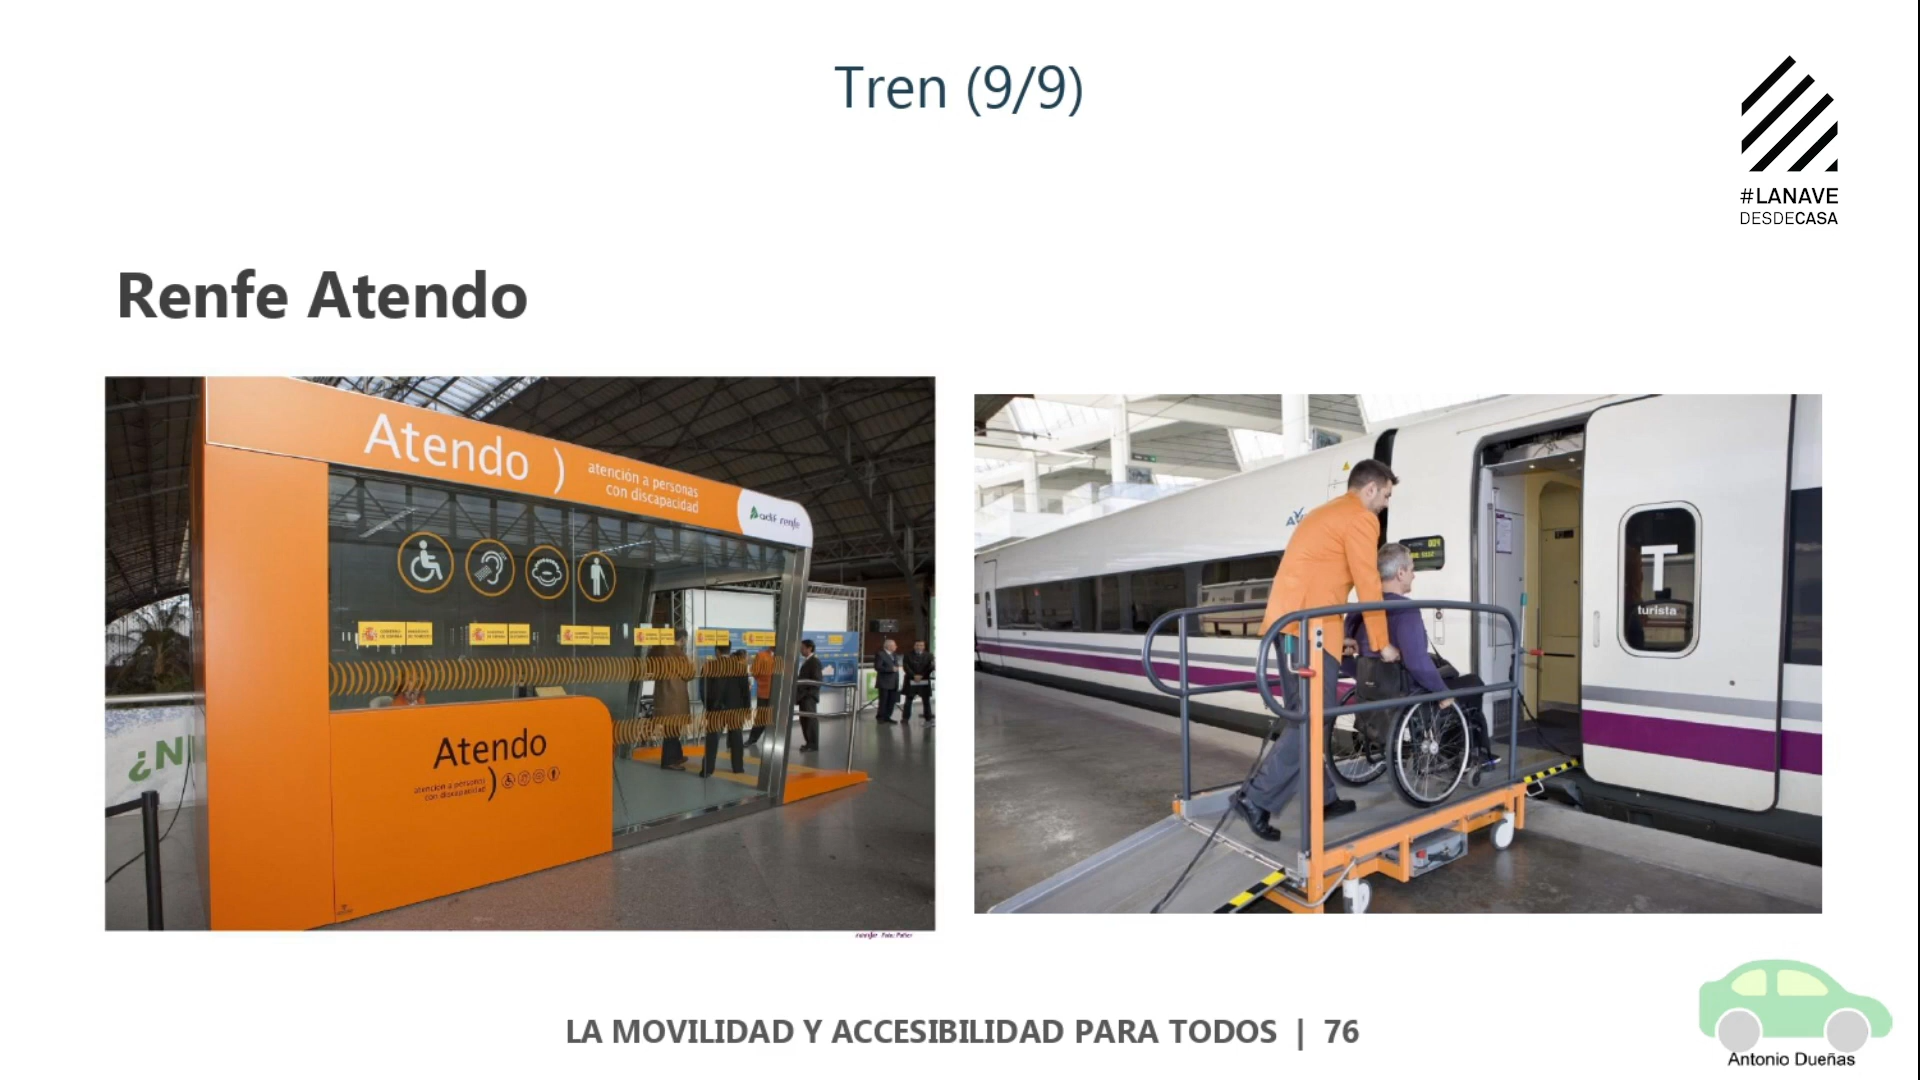 Tren (9/9)
#LANAVE
DESDECASA
Renfe Atendo
Atendo )
atención a personas
con discapacidad
adif renfe
¿N
Atendo
atención a personas
con discapacidad )
T
turista
LA MOVILIDAD Y ACCESIBILIDAD PARA TODOS | 76
Antonio Dueñas